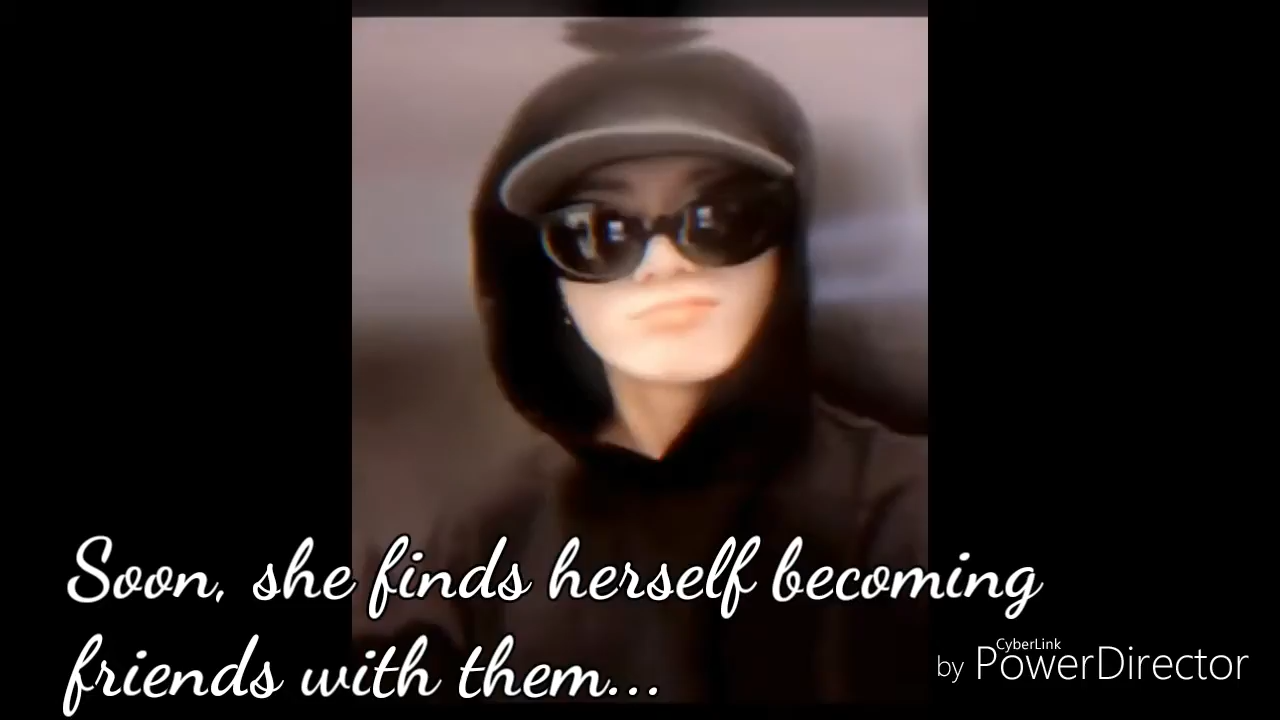 Soon, she finds herself becoming
friends with them...
CyberLink
by PowerDirector